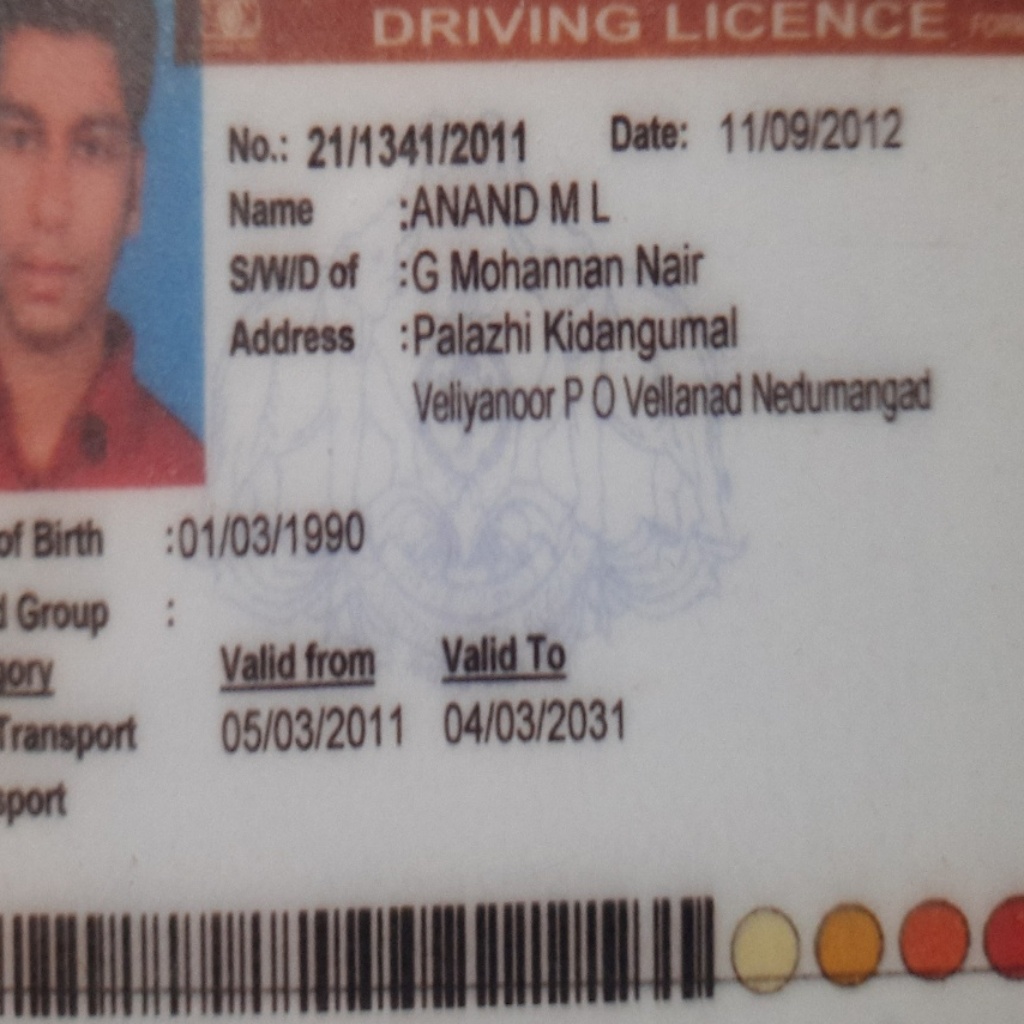 DRIVING LICENCE FORM
No.: 21/1341/2011 Date: 11/09/2012
Name :ANAND M L
S/W/D of :G Mohannan Nair
Address :Palazhi Kidangumal
Veliyanoor P O Vellanad Nedumangad
of Birth :01/03/1990
d Group :
gory Valid from Valid To
Transport 05/03/2011 04/03/2031
sport